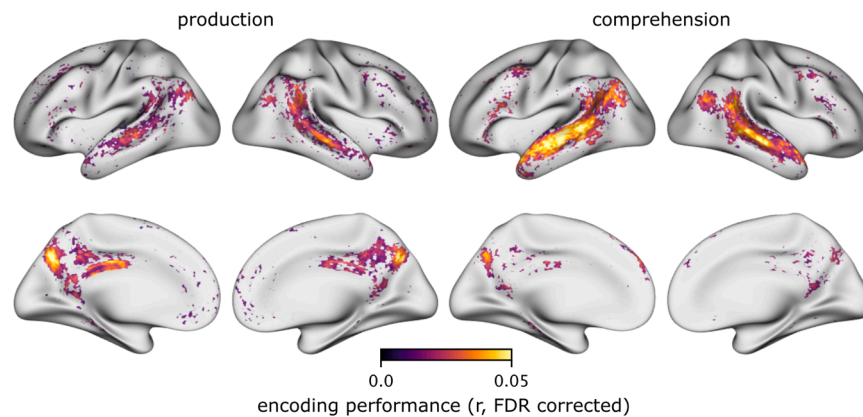 production
comprehension
0.0
0.05
encoding performance (r, FDR corrected)